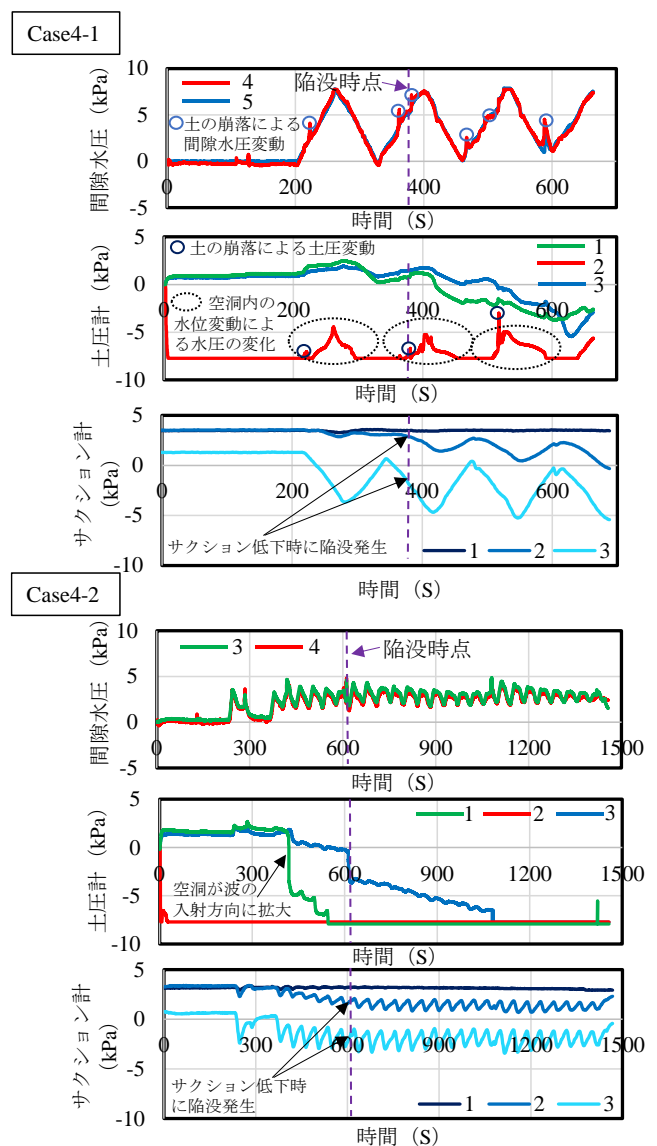 Case4-1
間隙水圧 (kPa)
10
5
0
-5
4
5
陥没時点
土の崩落による
間隙水圧変動
0
200
400
600
時間 (S)
土圧計 (kPa)
5
0
-5
-10
土の崩落による土圧変動
1
2
3
空洞内の
水位変動によ
る水圧の変化
0
200
400
600
時間 (S)
サクション計
(kPa)
5
0
-5
-10
0
200
400
600
サクション低下時に陥没発生
1
2
3
時間 (S)
Case4-2
間隙水圧 (kPa)
10
5
0
-5
3
4
陥没時点
0
300
600
900
1200
1500
時間 (S)
土圧計 (kPa)
5
0
-5
-10
1
2
3
0
300
600
900
1200
1500
空洞が波の
入射方向に拡大
時間 (S)
サクション計
(kPa)
5
0
-5
-10
0
300
600
900
1200
1500
サクション低下時
に陥没発生
1
2
3
時間 (S)